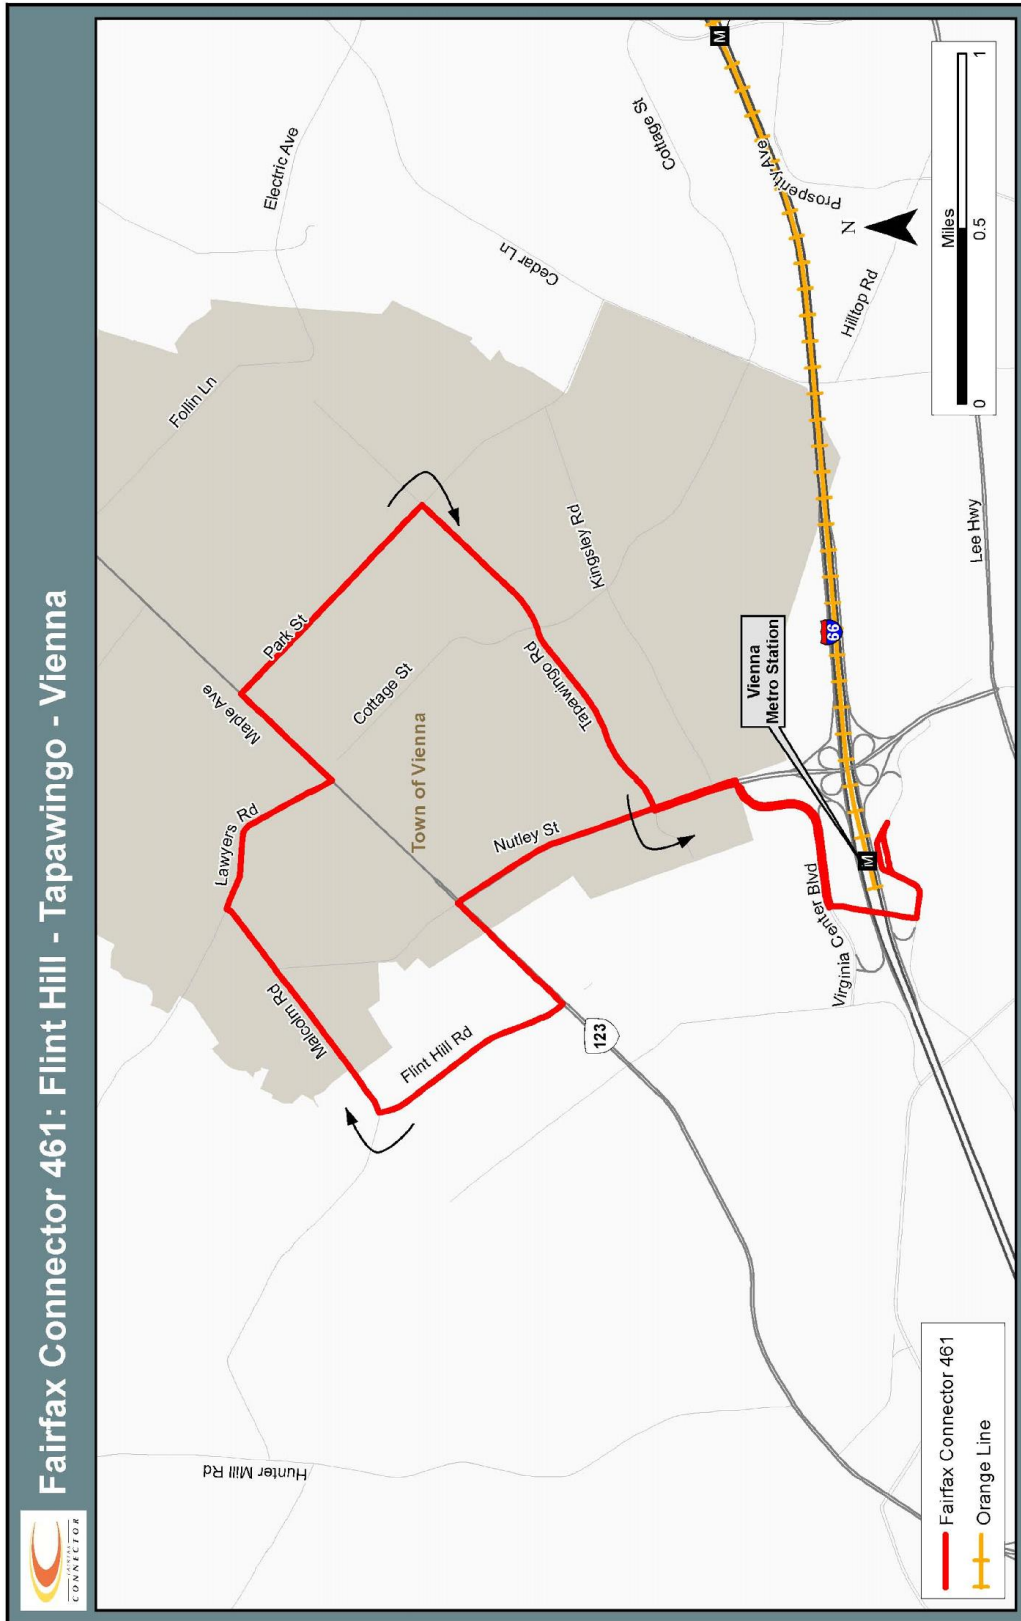 Fairfax Connector 461: Flint Hill - Tapawingo - Vienna
FAIRFAX
CONNECTOR
Hunter Mill Rd
Electric Ave
Follin Ln
Park St
Maple Ave
Lawyers Rd
Malcolm Rd
Flint Hill Rd
Cottage St
Town of Vienna
Nutley St
Tapawingo Rd
Kingsley Rd
Cedar Ln
Cottage St
Prosperity Ave
Hilltop Rd
Lee Hwy
Virginia Center Blvd
123
66
Vienna
Metro Station
M
M
N
Miles
0 0.5 1
Fairfax Connector 461
Orange Line